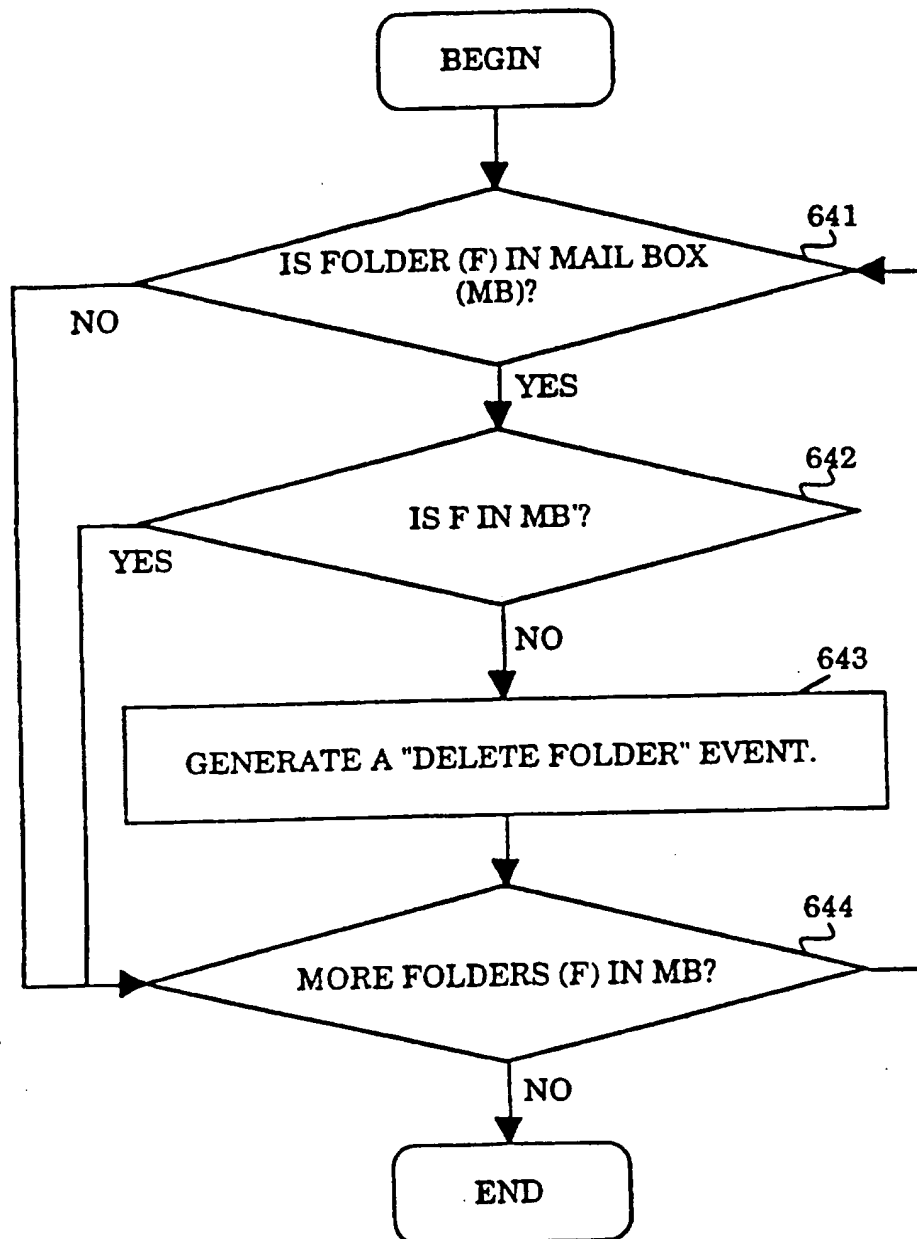 BEGIN
641
IS FOLDER (F) IN MAIL BOX
(MB)?
NO
YES
642
IS F IN MB'?
YES
NO
643
GENERATE A "DELETE FOLDER" EVENT.
644
MORE FOLDERS (F) IN MB?
NO
END